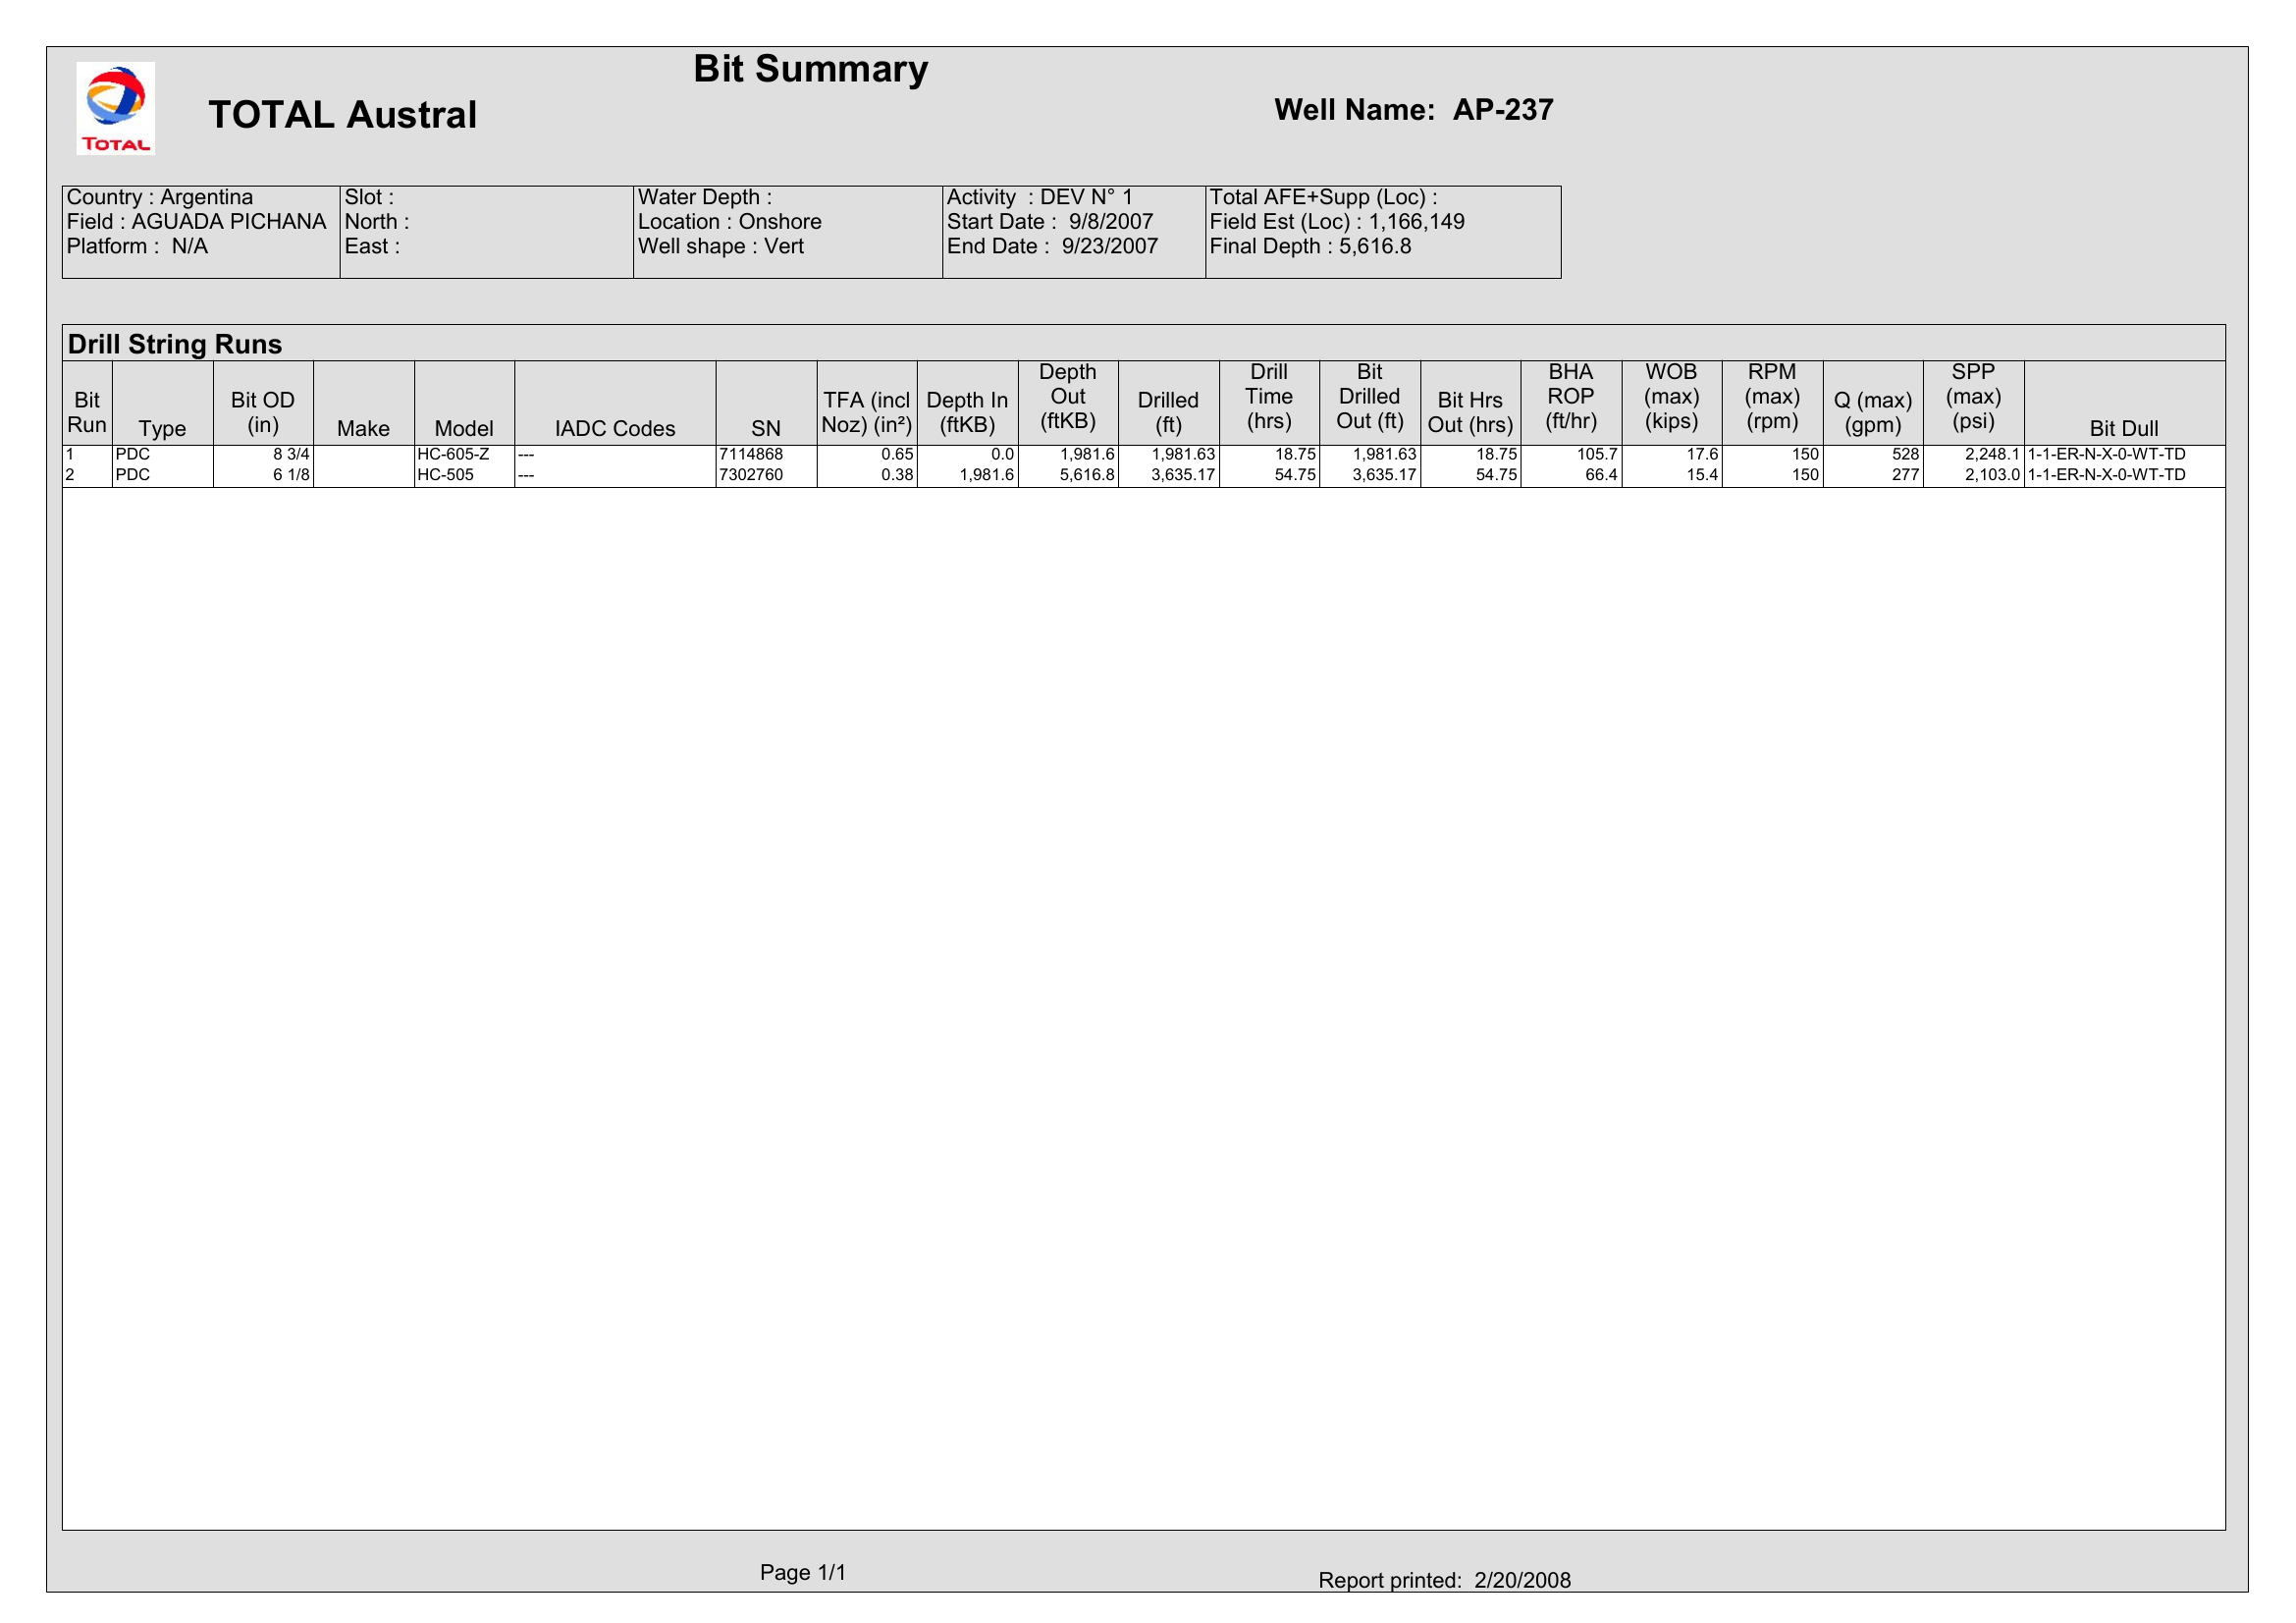 Bit Summary
TOTAL Austral
Well Name: AP-237
TOTAL
Country : Argentina
Field : AGUADA PICHANA
Platform : N/A
Slot :
North :
East :
Water Depth :
Location : Onshore
Well shape : Vert
Activity : DEV N° 1
Start Date : 9/8/2007
End Date : 9/23/2007
Total AFE+Supp (Loc) :
Field Est (Loc) : 1,166,149
Final Depth : 5,616.8
Drill String Runs
Bit Run Type Bit OD (in) Make Model IADC Codes SN TFA (incl Noz) (in²) Depth In (ftKB) Depth Out (ftKB) Drilled (ft) Drill Time (hrs) Bit Drilled Out (ft) Bit Hrs Out (hrs) BHA ROP (ft/hr) WOB (max) (kips) RPM (max) (rpm) Q (max) (gpm) SPP (max) (psi) Bit Dull
1 PDC 8 3/4 HC-605-Z --- 7114868 0.65 0.0 1,981.6 1,981.63 18.75 1,981.63 18.75 105.7 17.6 150 528 2,248.1 1-1-ER-N-X-0-WT-TD
2 PDC 6 1/8 HC-505 --- 7302760 0.38 1,981.6 5,616.8 3,635.17 54.75 3,635.17 54.75 66.4 15.4 150 277 2,103.0 1-1-ER-N-X-0-WT-TD
Page 1/1
Report printed: 2/20/2008